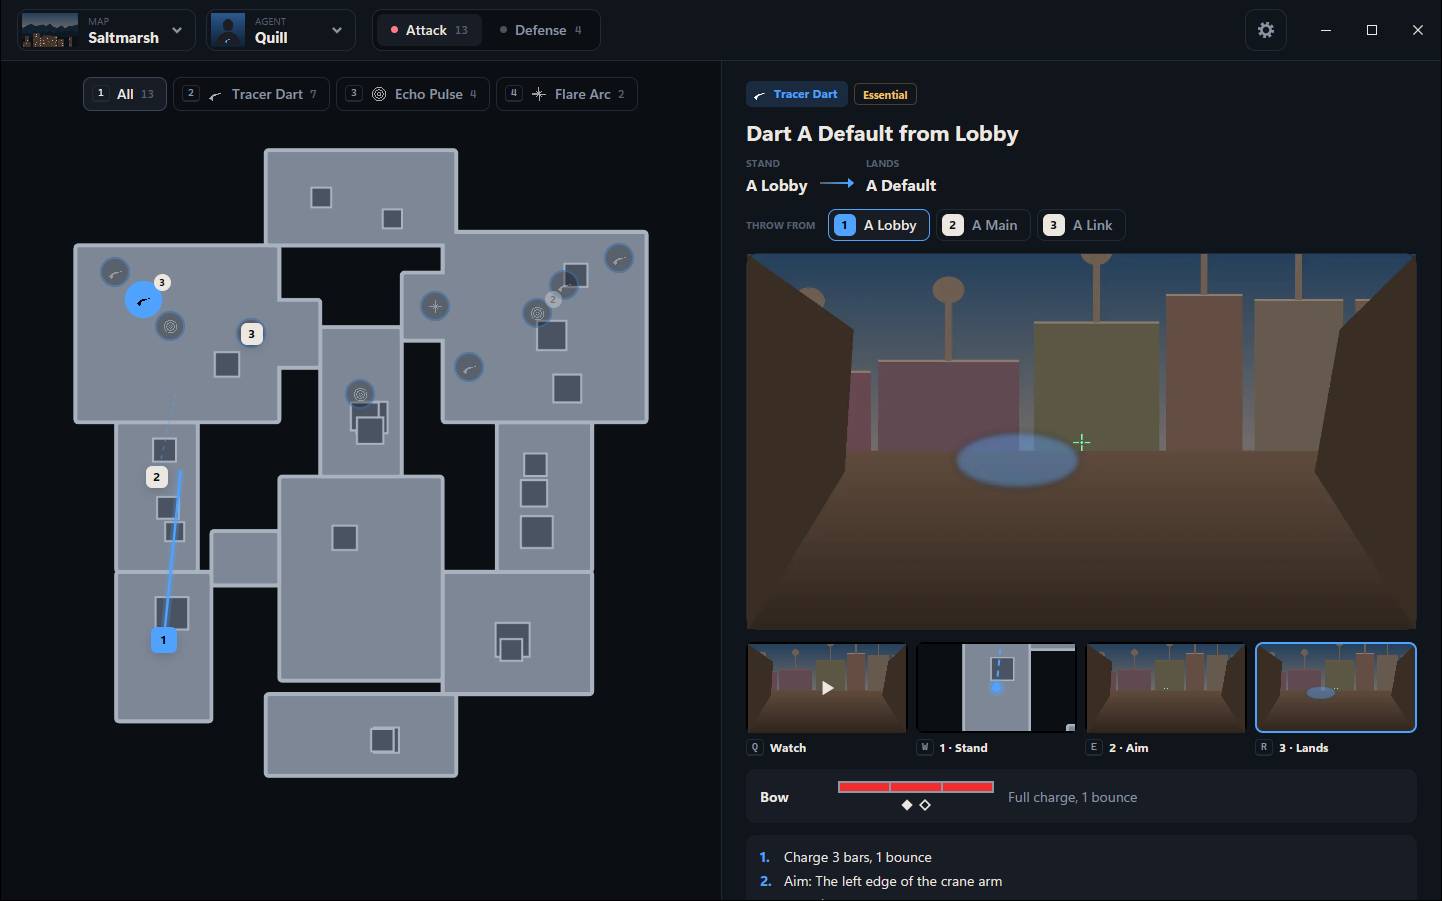 MAP
Saltmarsh
AGENT
Quill
Attack 13
Defense 4
1 All 13
2 Tracer Dart 7
3 Echo Pulse 4
4 Flare Arc 2
3
3
2
2
1
Tracer Dart
Essential
Dart A Default from Lobby
STAND
LANDS
A Lobby
A Default
THROW FROM
1 A Lobby
2 A Main
3 A Link
Q Watch
W 1 · Stand
E 2 · Aim
R 3 · Lands
Bow
Full charge, 1 bounce
1. Charge 3 bars, 1 bounce
2. Aim: The left edge of the crane arm